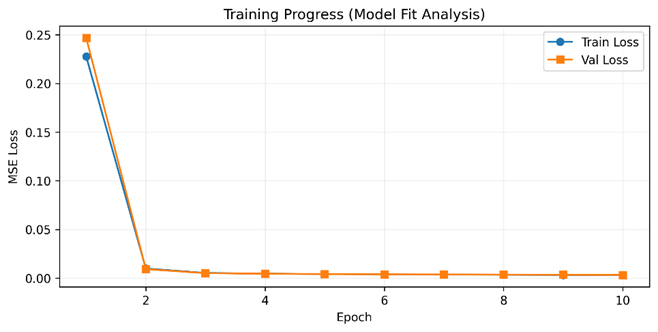 Training Progress (Model Fit Analysis)
0.25
0.20
0.15
0.10
0.05
0.00
MSE Loss
Train Loss
Val Loss
2 4 6 8 10
Epoch